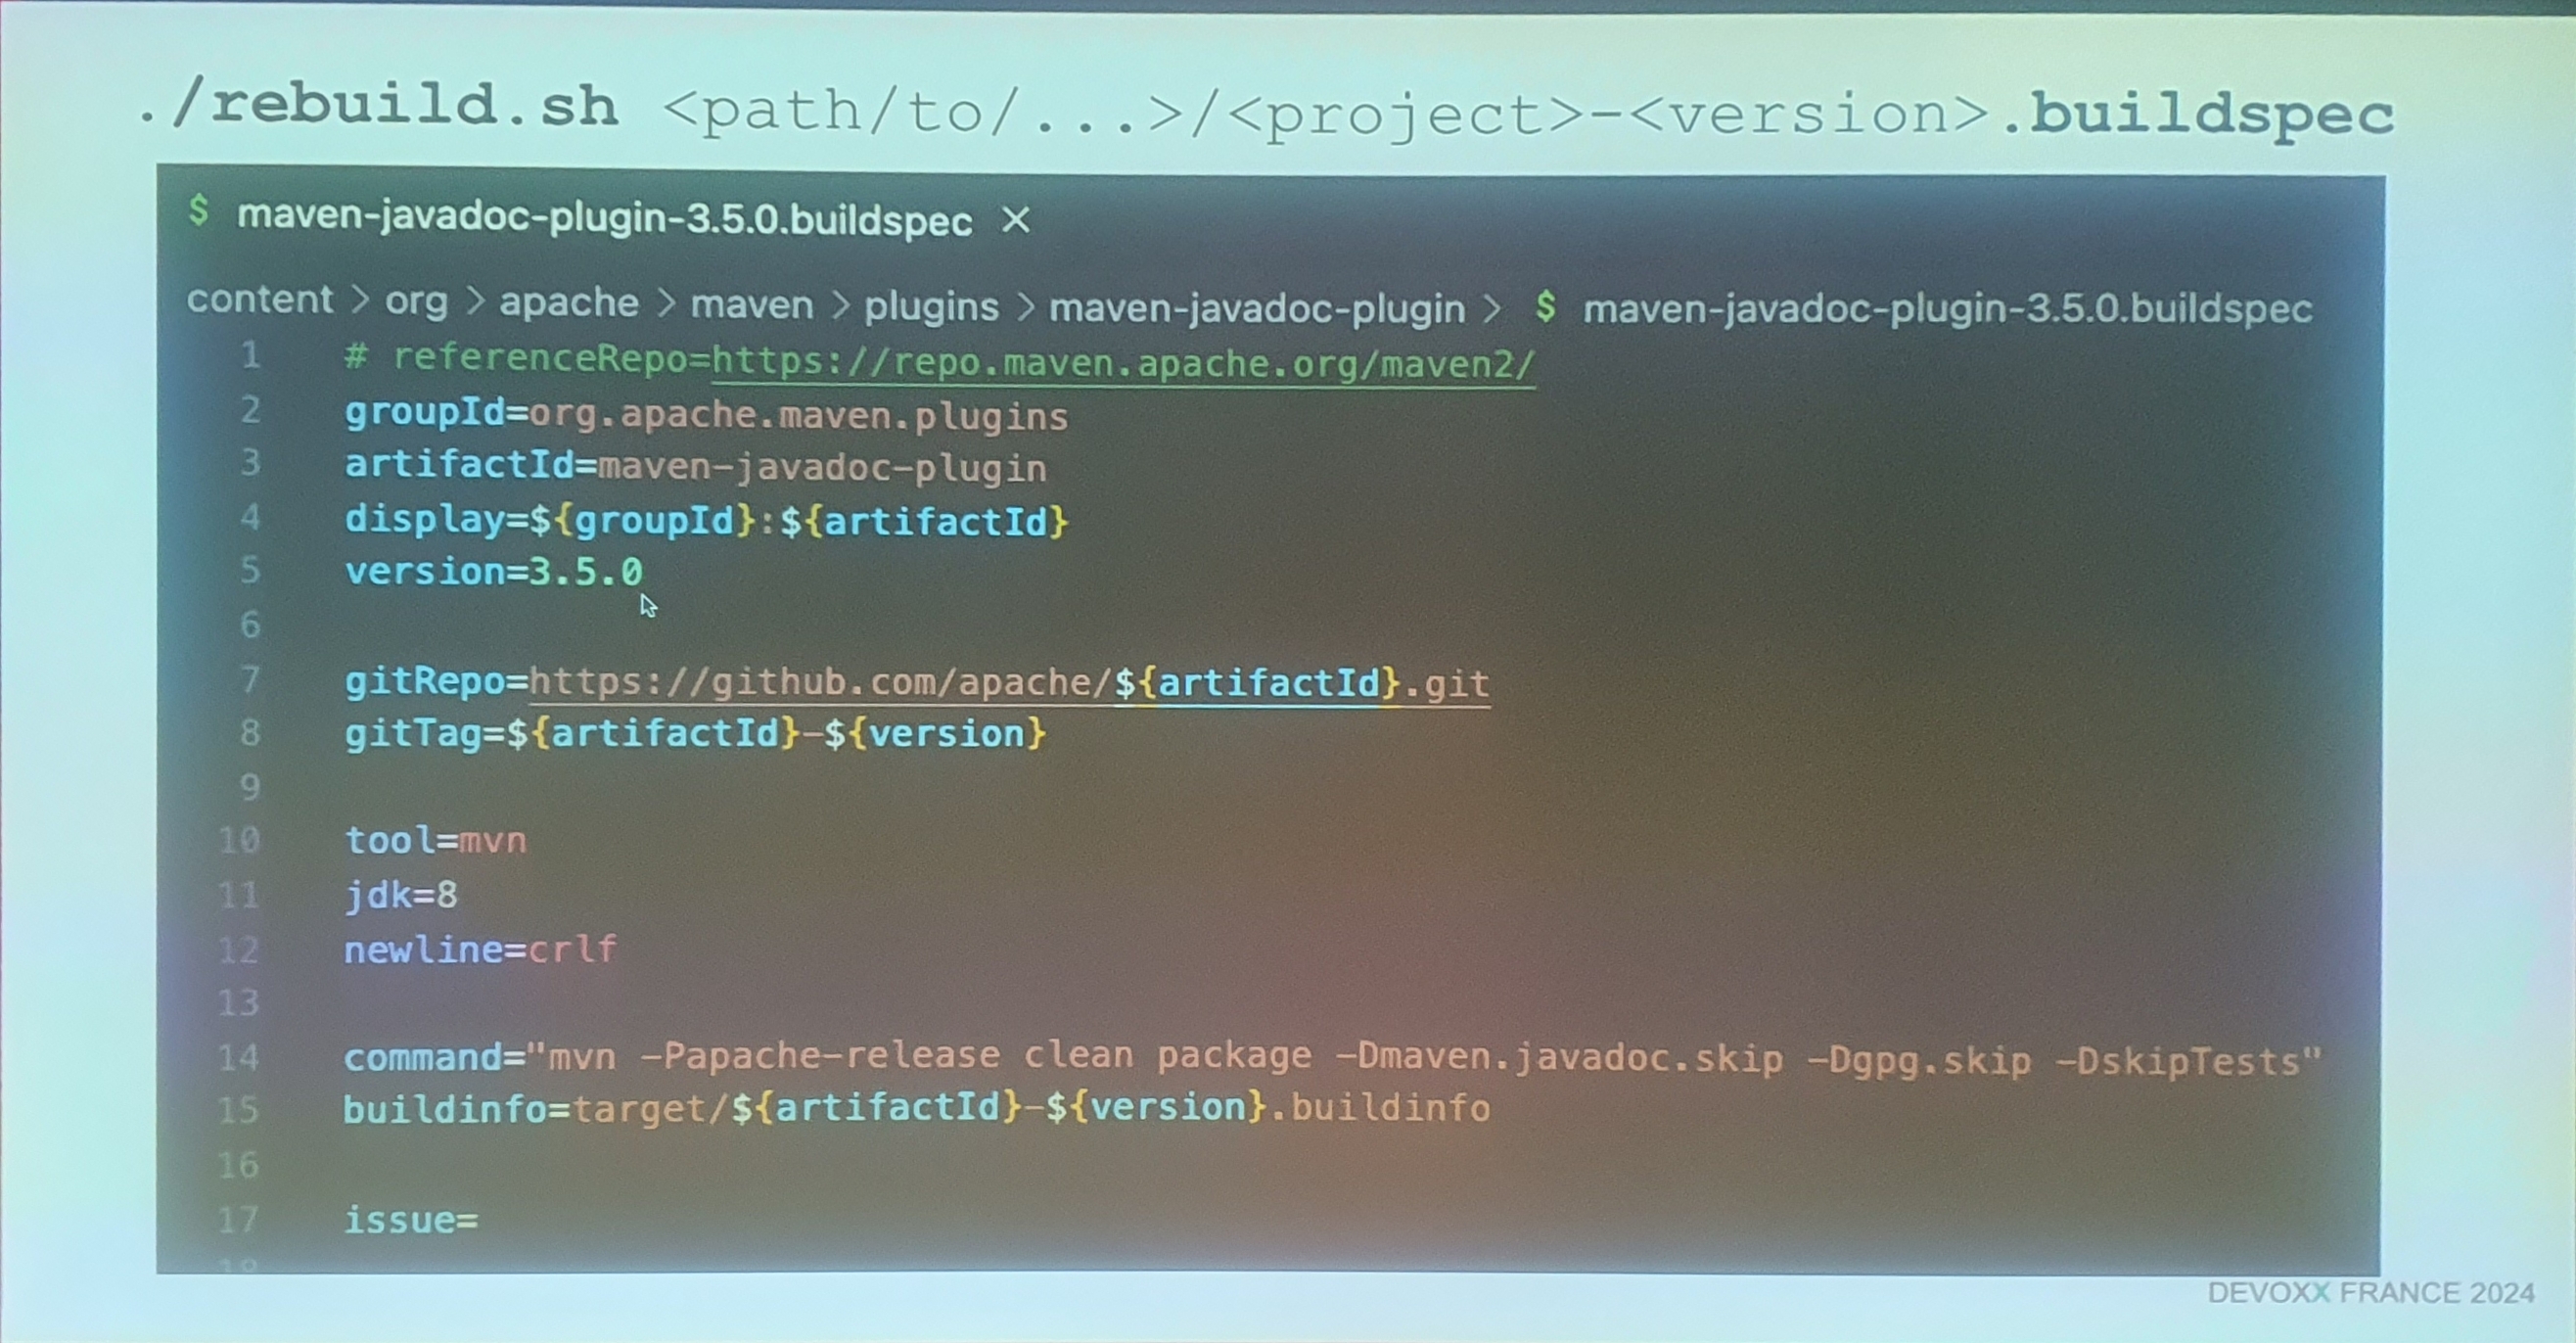 ./rebuild.sh <path/to/...>/<project>-<version>.buildspec
$ maven-javadoc-plugin-3.5.0.buildspec ×
content > org > apache > maven > plugins > maven-javadoc-plugin > $ maven-javadoc-plugin-3.5.0.buildspec
1 # referenceRepo=https://repo.maven.apache.org/maven2/
2 groupId=org.apache.maven.plugins
3 artifactId=maven-javadoc-plugin
4 display=${groupId}:${artifactId}
5 version=3.5.0
6
7 gitRepo=https://github.com/apache/${artifactId}.git
8 gitTag=${artifactId}-${version}
9
10 tool=mvn
11 jdk=8
12 newline=crlf
13
14 command="mvn -Papache-release clean package -Dmaven.javadoc.skip -Dgpg.skip -DskipTests"
15 buildinfo=target/${artifactId}-${version}.buildinfo
16
17 issue=
18
DEVOXX FRANCE 2024